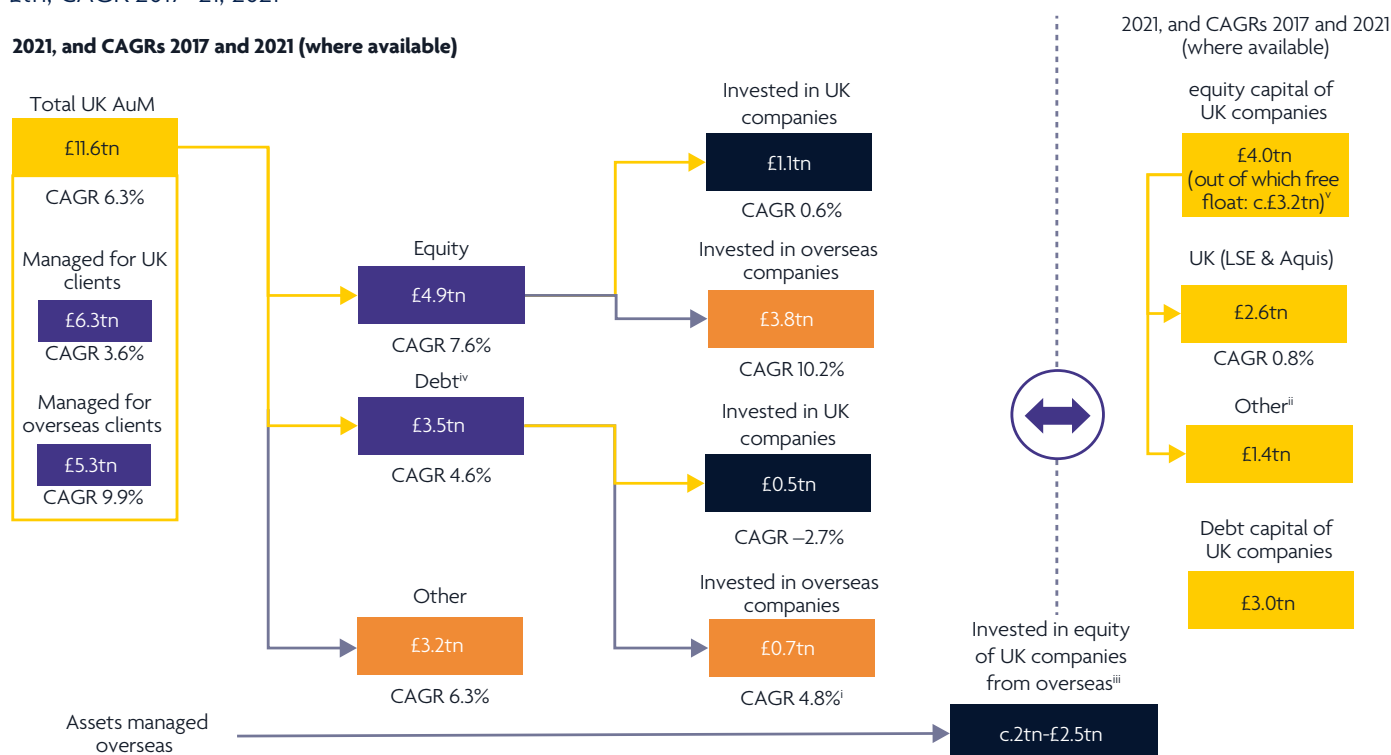 2021, and CAGRs 2017 and 2021 (where available)
Total UK AuM
£11.6tn
CAGR 6.3%
Managed for UK
clients
£6.3tn
CAGR 3.6%
Managed for
overseas clients
£5.3tn
CAGR 9.9%
Equity
£4.9tn
CAGR 7.6%
Debtⁱᵛ
£3.5tn
CAGR 4.6%
Other
£3.2tn
CAGR 6.3%
Invested in UK
companies
£1.1tn
CAGR 0.6%
Invested in overseas
companies
£3.8tn
CAGR 10.2%
Invested in UK
companies
£0.5tn
CAGR –2.7%
Invested in overseas
companies
£0.7tn
CAGR 4.8%ⁱ
Assets managed
overseas
Invested in equity
of UK companies
from overseasⁱⁱⁱ
c.2tn-£2.5tn
2021, and CAGRs 2017 and 2021
(where available)
equity capital of
UK companies
£4.0tn
(out of which free
float: c.£3.2tn)ᵛ
UK (LSE & Aquis)
£2.6tn
CAGR 0.8%
Otherⁱⁱ
£1.4tn
Debt capital of
UK companies
£3.0tn